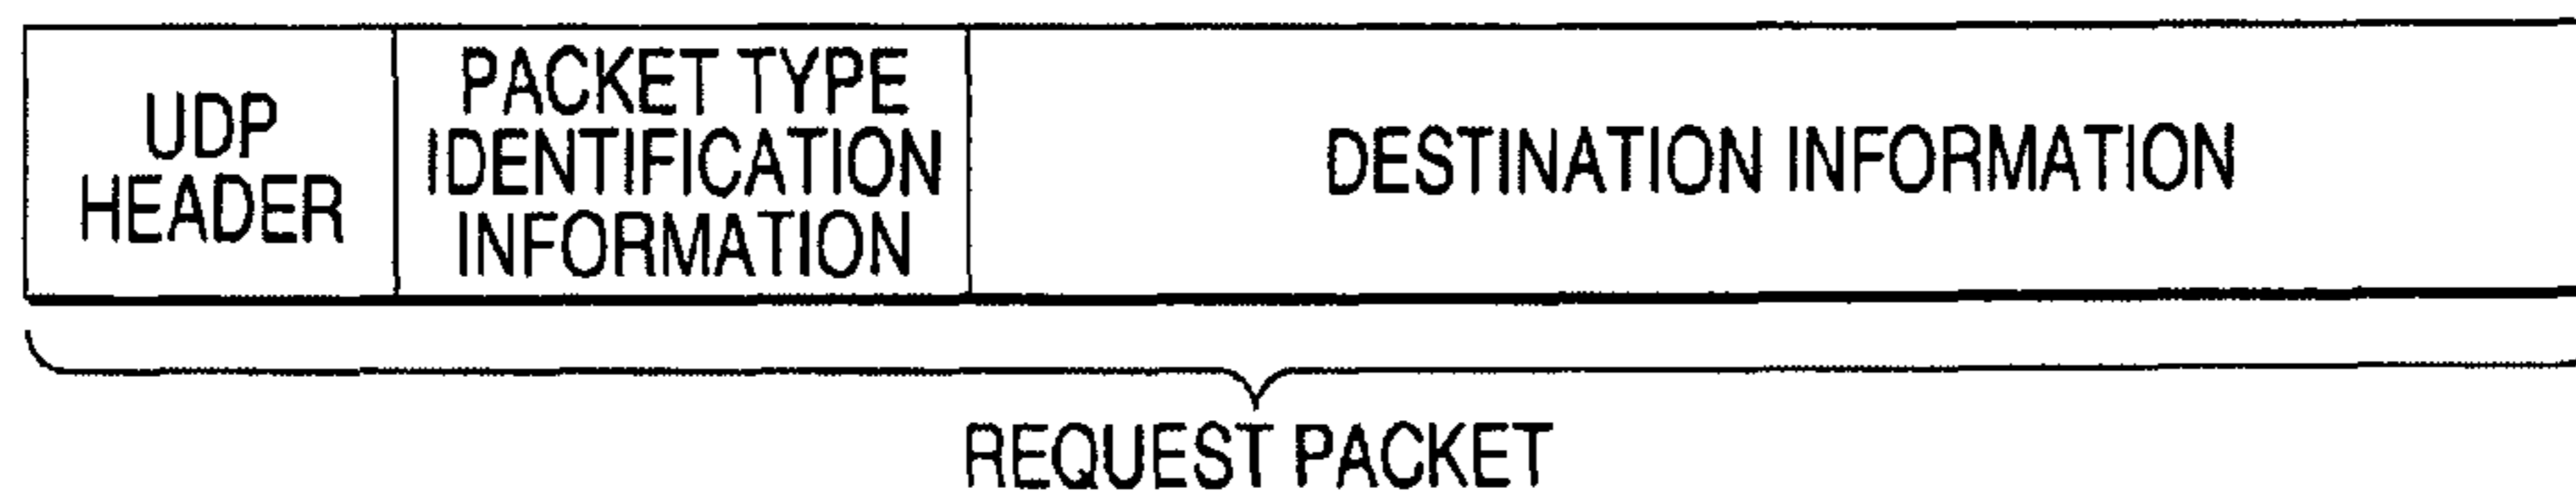 UDP
HEADER
PACKET TYPE
IDENTIFICATION
INFORMATION
DESTINATION INFORMATION
REQUEST PACKET